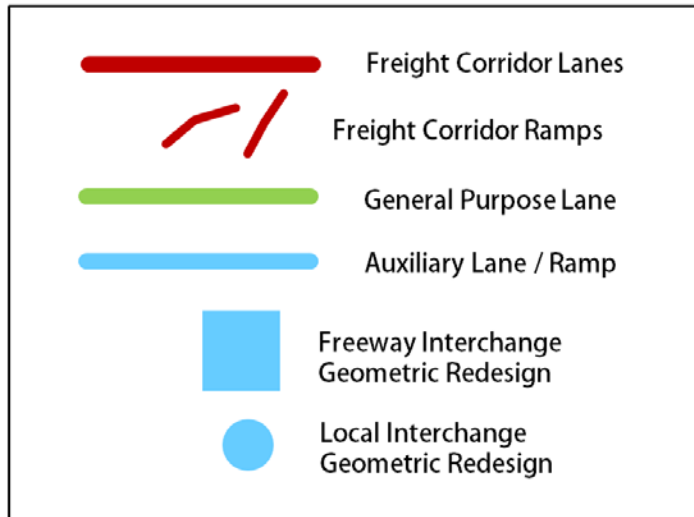 Freight Corridor Lanes
Freight Corridor Ramps
General Purpose Lane
Auxiliary Lane / Ramp
Freeway Interchange
Geometric Redesign
Local Interchange
Geometric Redesign